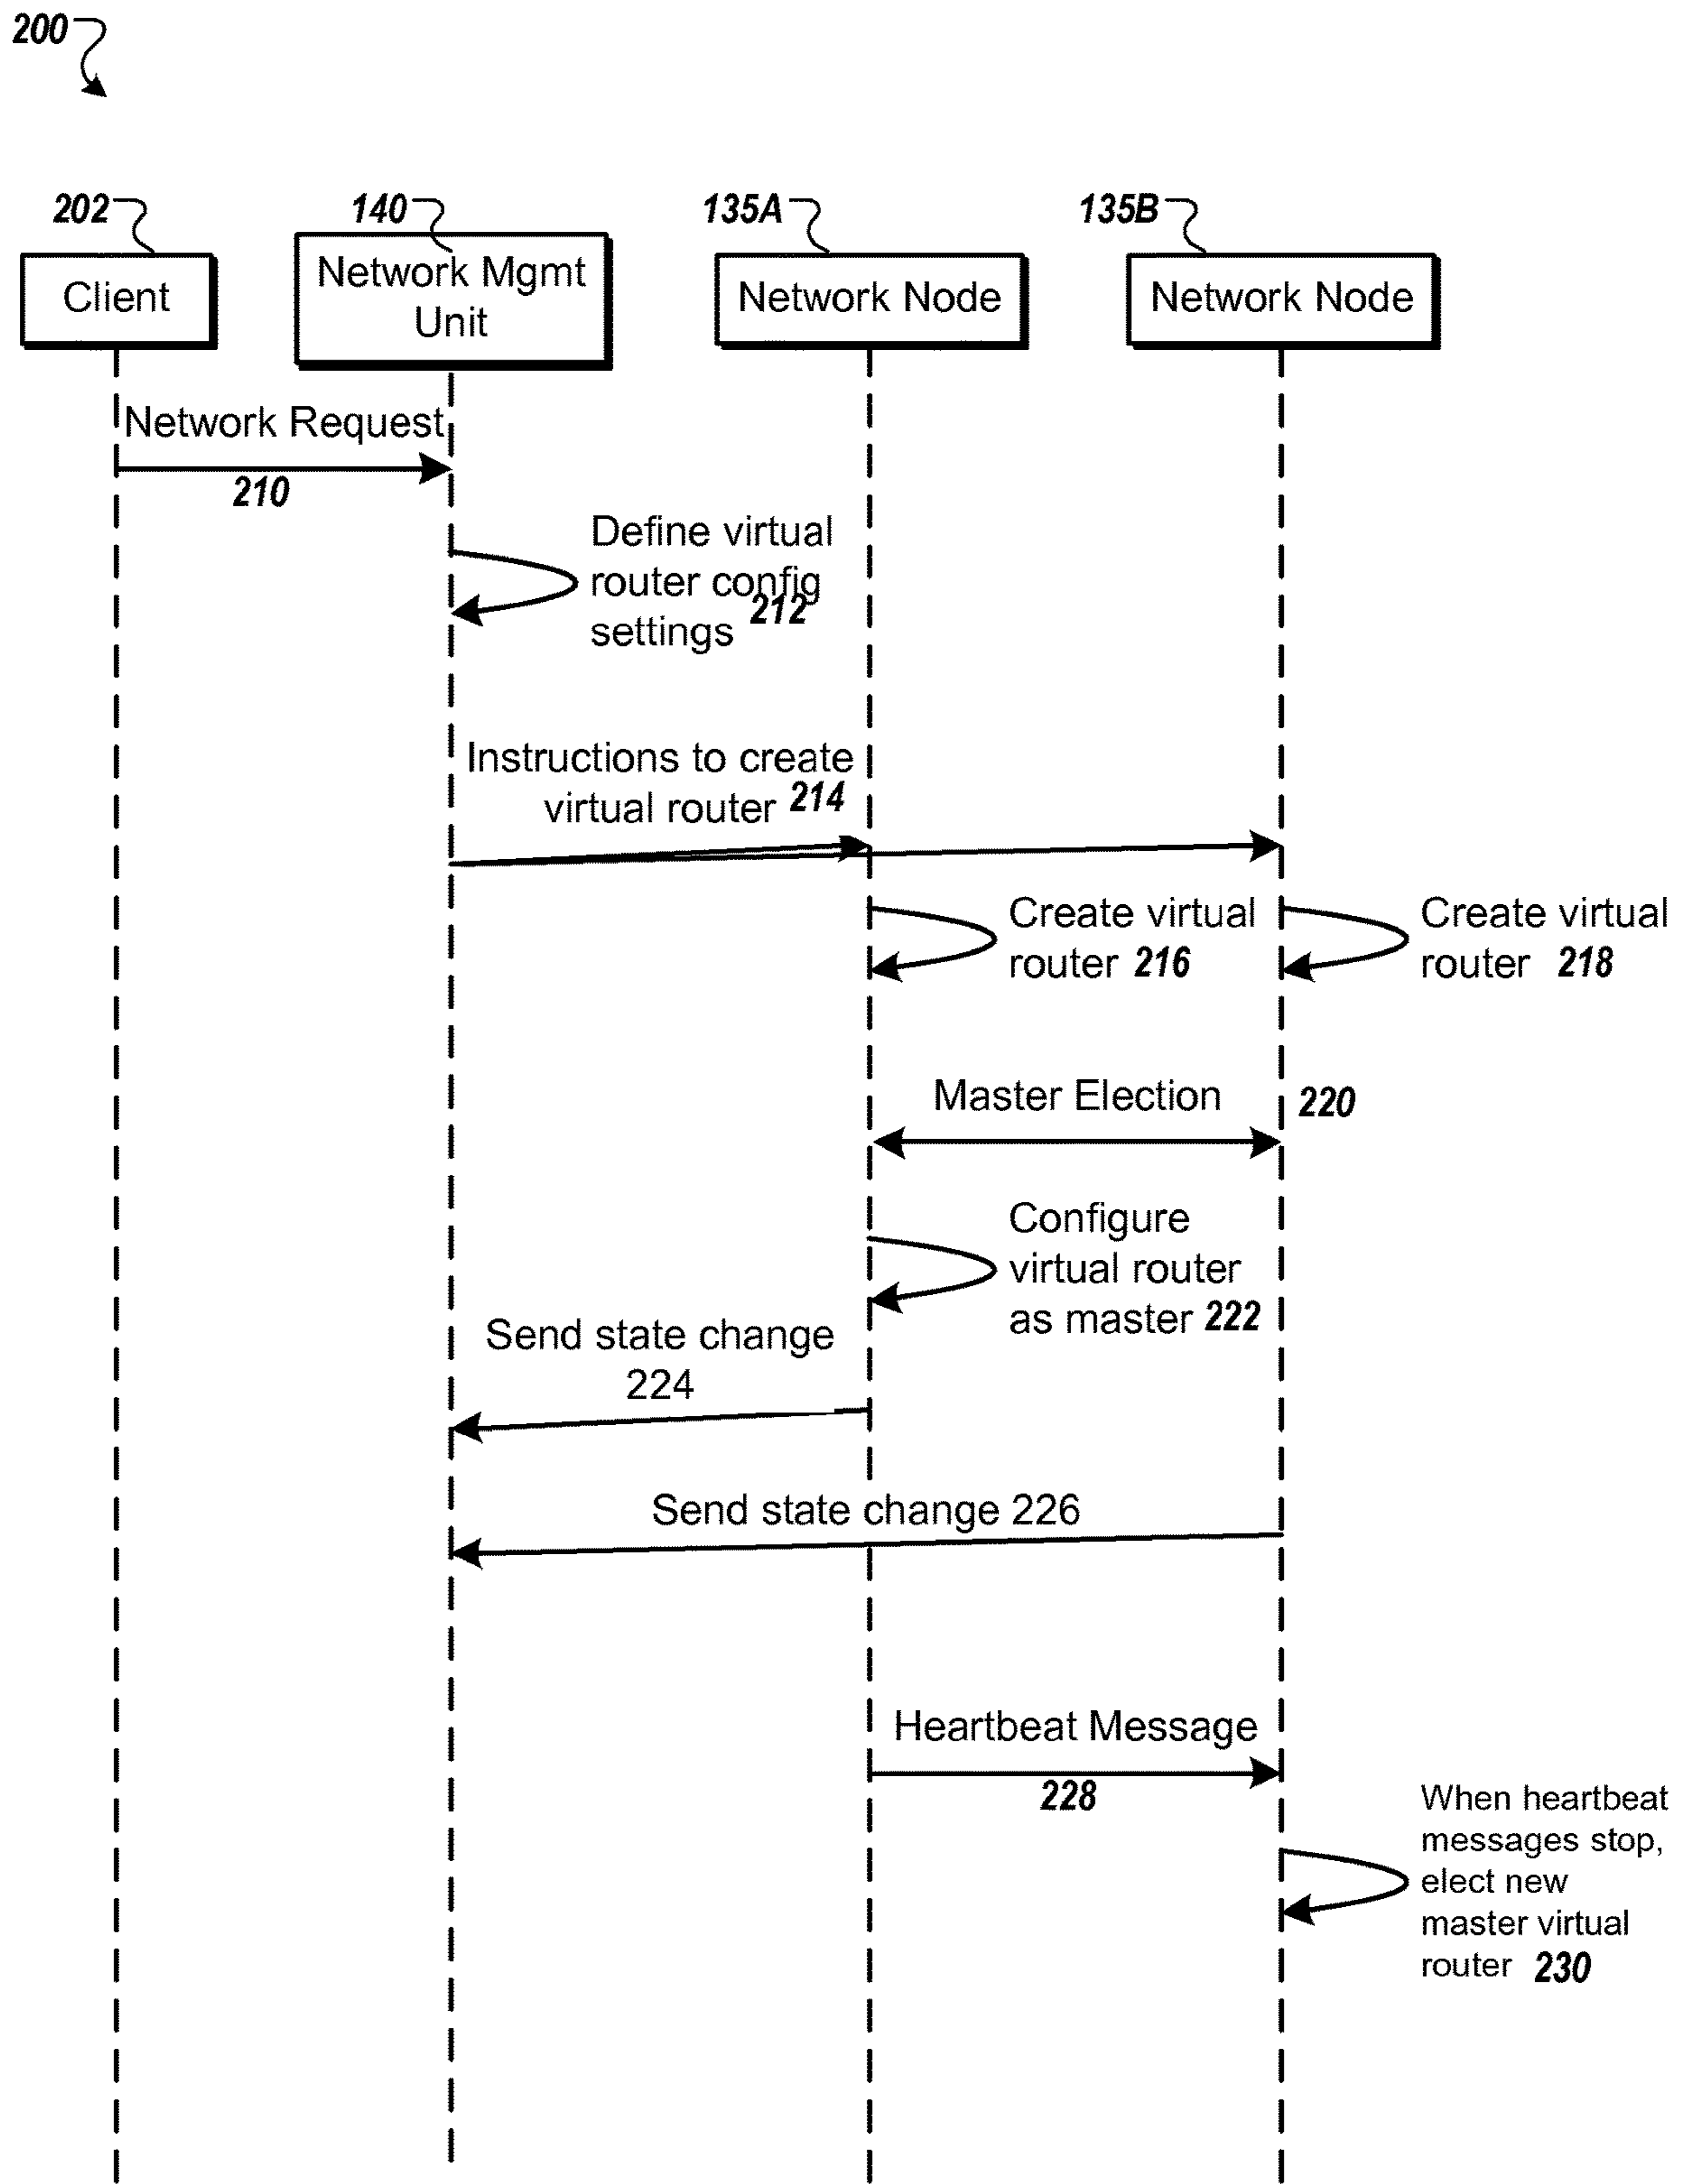 200
202
140
135A
135B
Client
Network Mgmt
Unit
Network Node
Network Node
Network Request
210
Define virtual
router config
settings 212
Instructions to create
virtual router 214
Create virtual
router 216
Create virtual
router 218
Master Election
220
Configure
virtual router
as master 222
Send state change
224
Send state change 226
Heartbeat Message
228
When heartbeat
messages stop,
elect new
master virtual
router 230